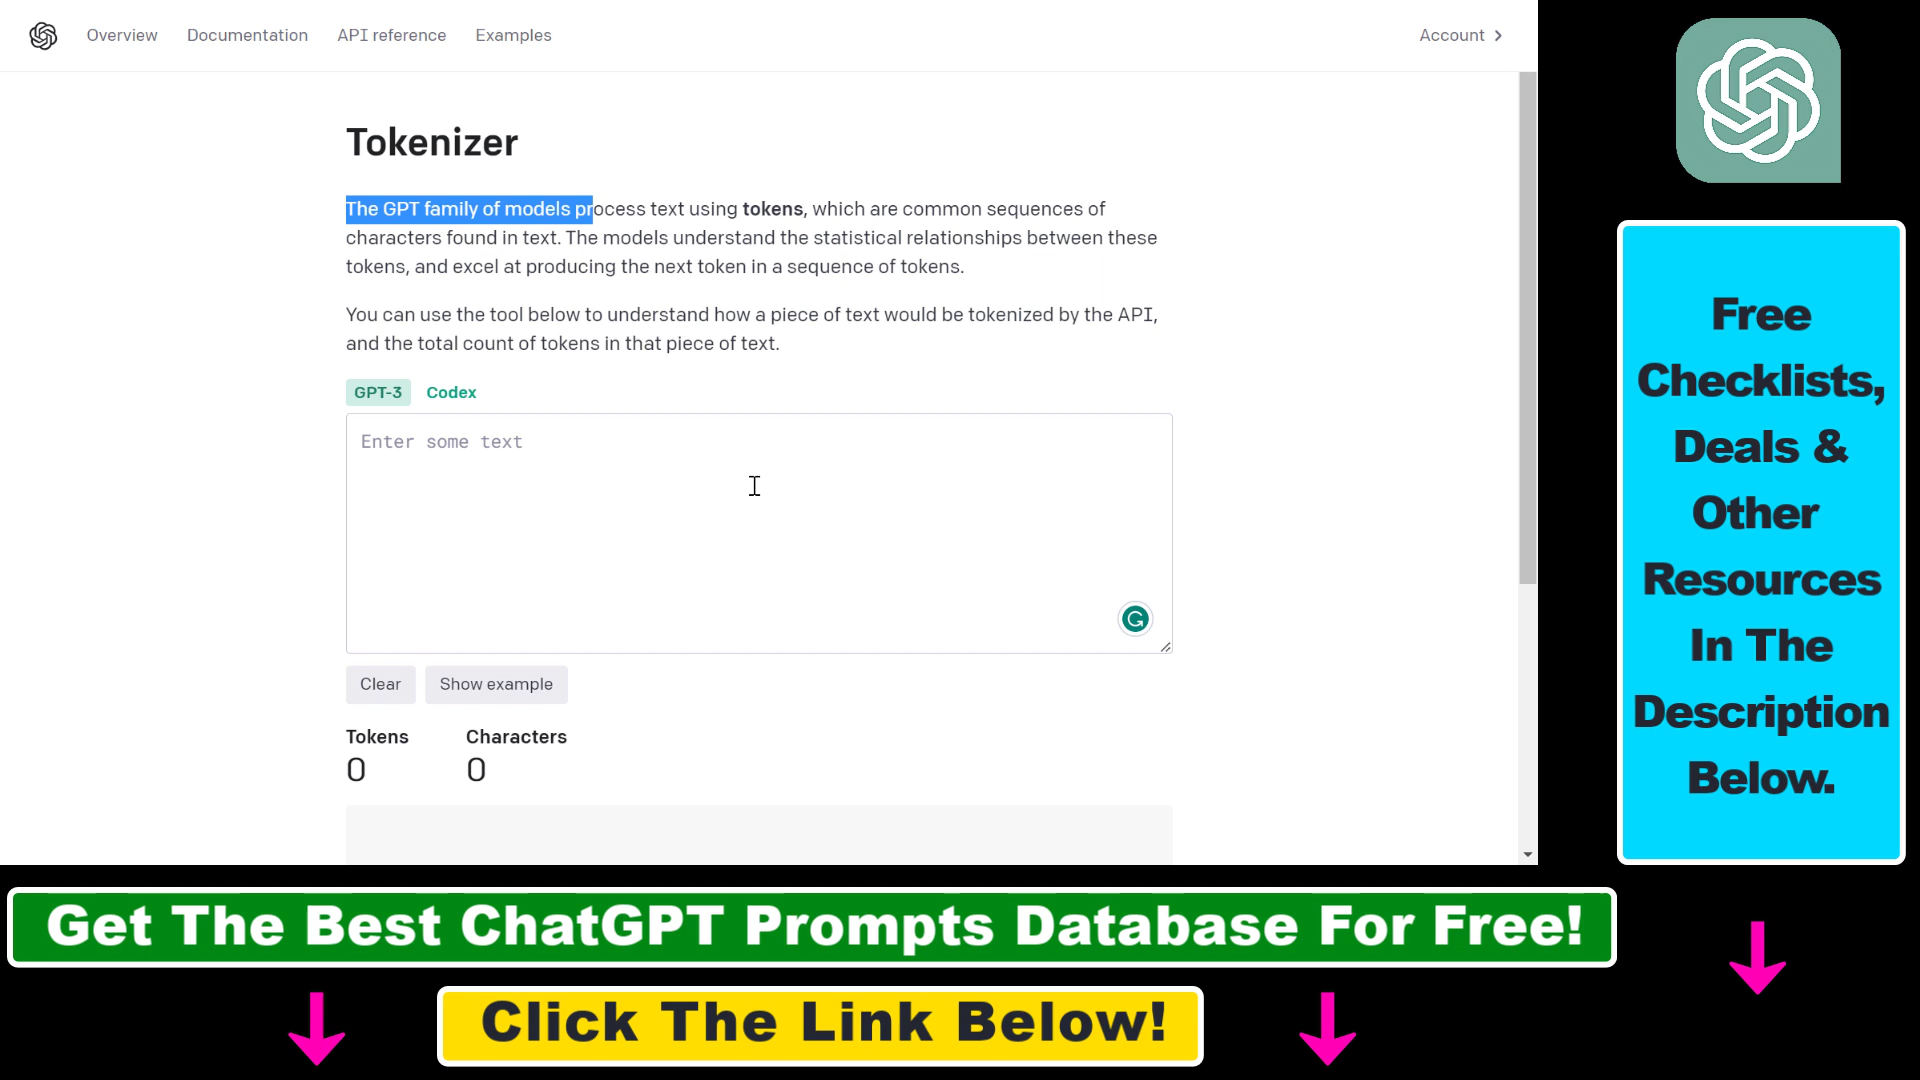 Overview Documentation API reference Examples Account
Tokenizer
The GPT family of models process text using tokens, which are common sequences of
characters found in text. The models understand the statistical relationships between these
tokens, and excel at producing the next token in a sequence of tokens.
You can use the tool below to understand how a piece of text would be tokenized by the API,
and the total count of tokens in that piece of text.
GPT-3 Codex
Enter some text
Clear Show example
Tokens Characters
0 0
Free
Checklists,
Deals &
Other
Resources
In The
Description
Below.
Get The Best ChatGPT Prompts Database For Free!
Click The Link Below!